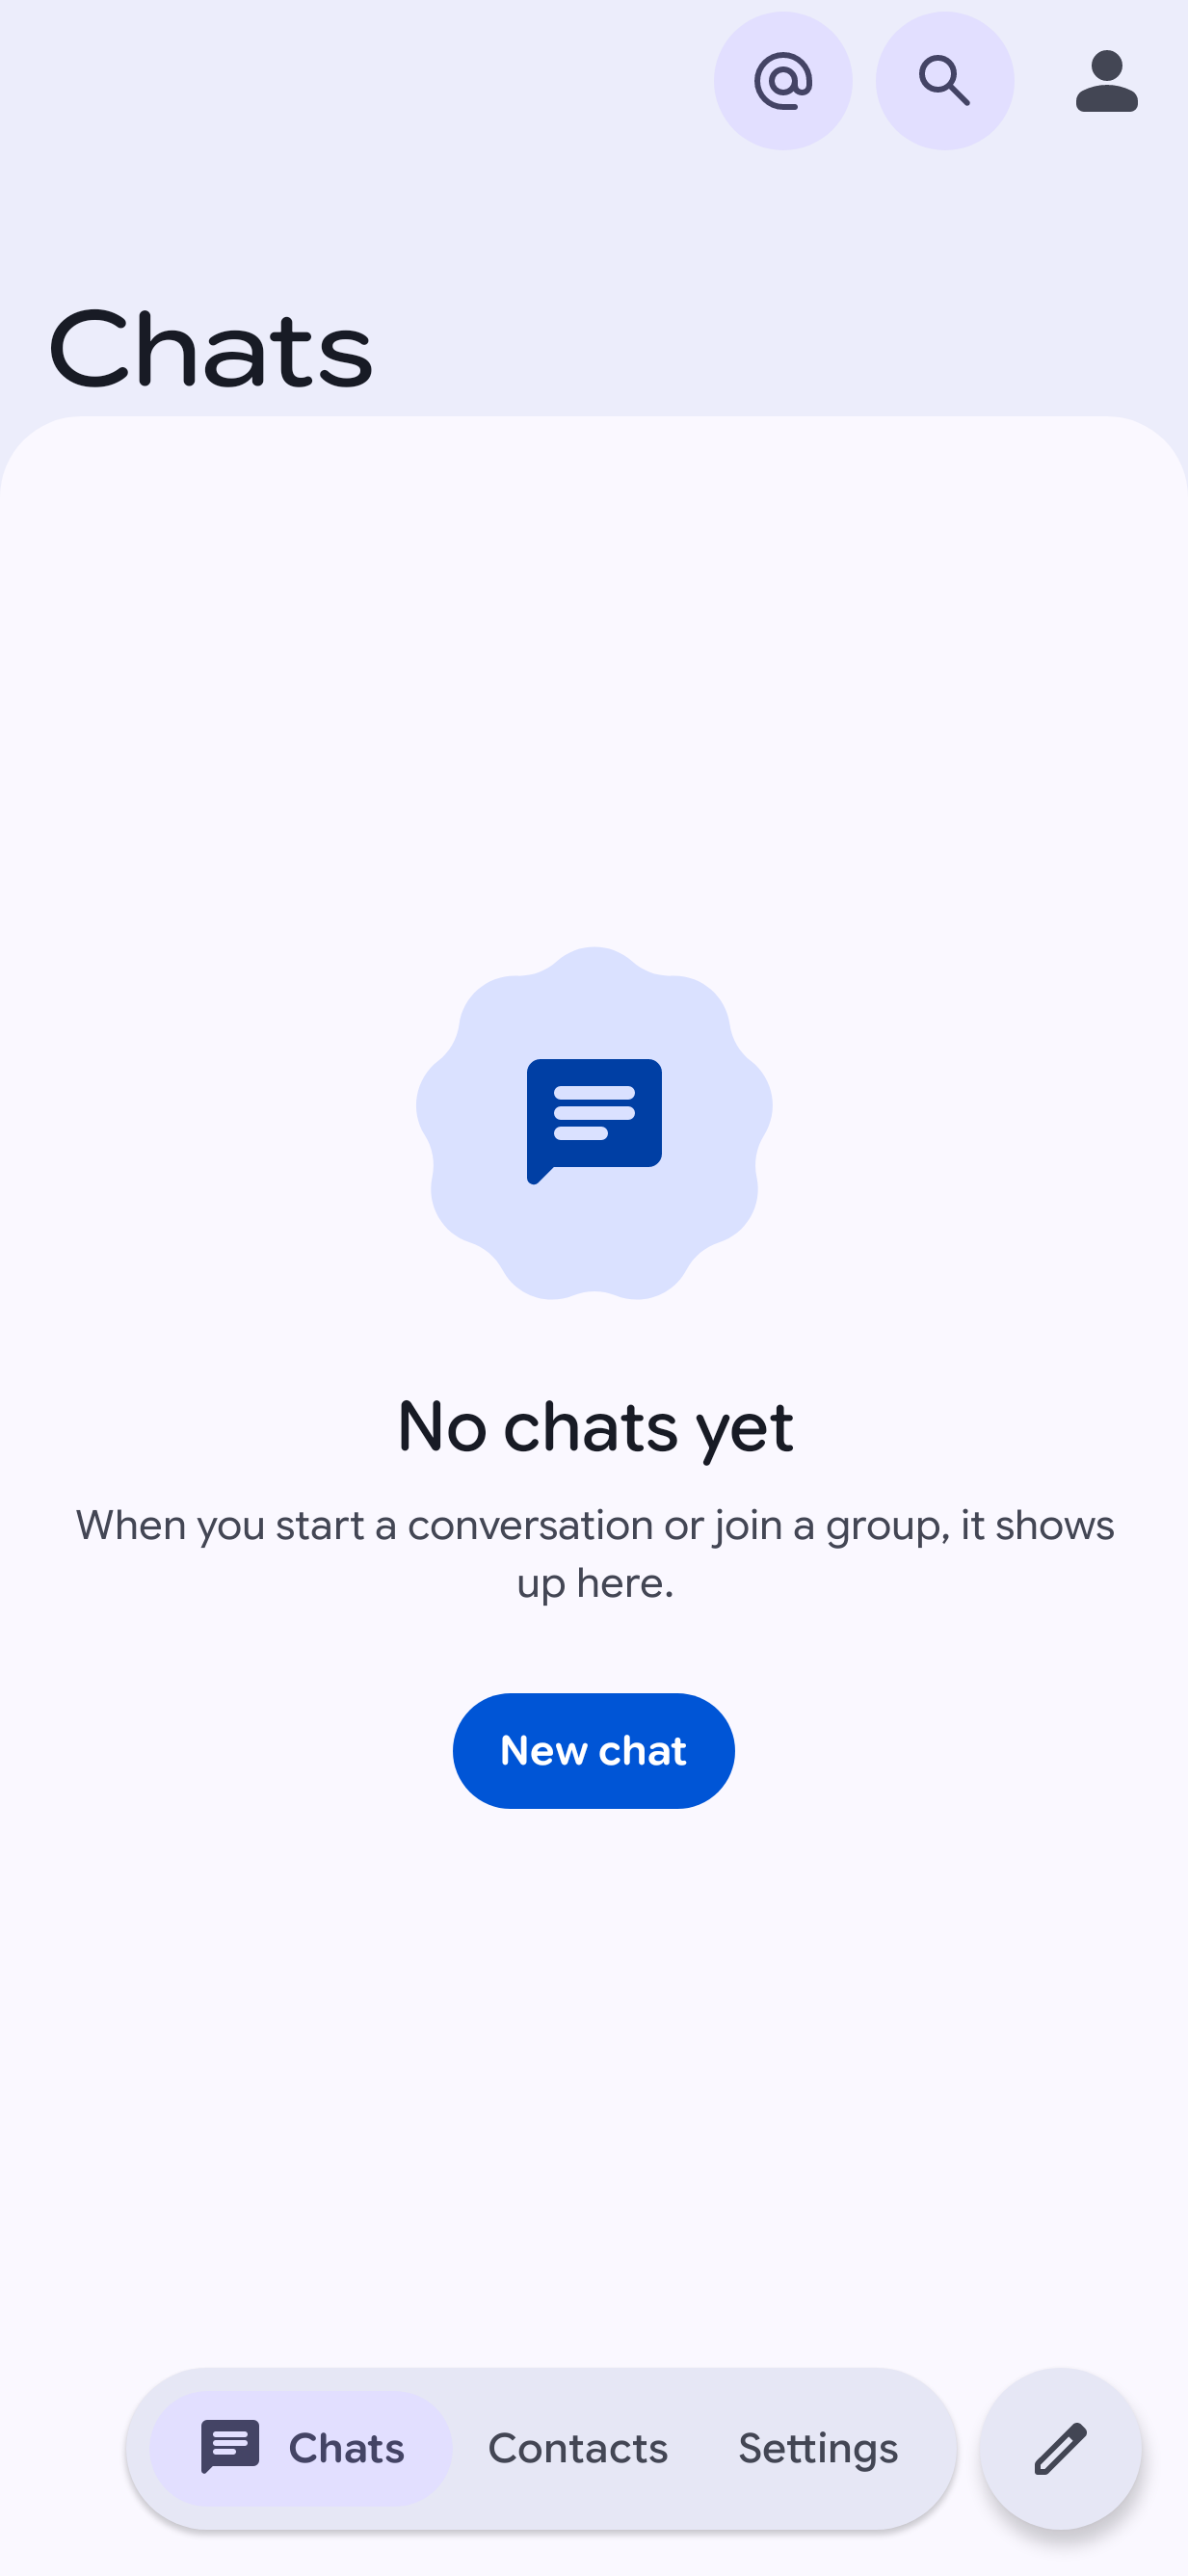 Chats
No chats yet
When you start a conversation or join a group, it shows
up here.
New chat
Chats
Contacts
Settings